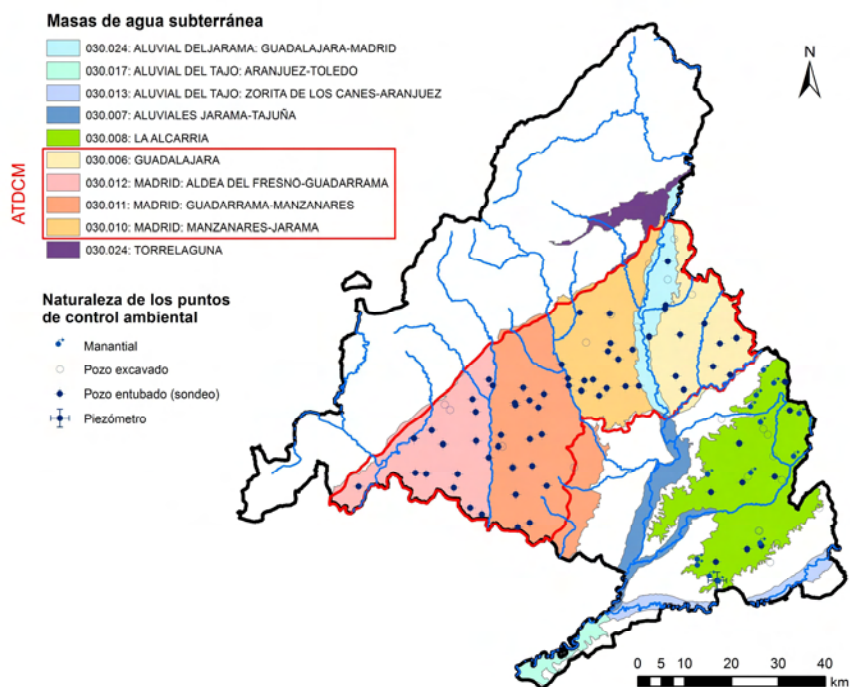 Masas de agua subterránea
030.024: ALUVIAL DELJARAMA: GUADALAJARA-MADRID
030.017: ALUVIAL DEL TAJO: ARANJUEZ-TOLEDO
030.013: ALUVIAL DEL TAJO: ZORITA DE LOS CANES-ARANJUEZ
030.007: ALUVIALES JARAMA-TAJUÑA
030.008: LA ALCARRIA
030.006: GUADALAJARA
030.012: MADRID: ALDEA DEL FRESNO-GUADARRAMA
030.011: MADRID: GUADARRAMA-MANZANARES
030.010: MADRID: MANZANARES-JARAMA
030.024: TORRELAGUNA
ATDCM
Naturaleza de los puntos
de control ambiental
Manantial
Pozo excavado
Pozo entubado (sondeo)
Piezómetro
N
0 5 10 20 30 40
km